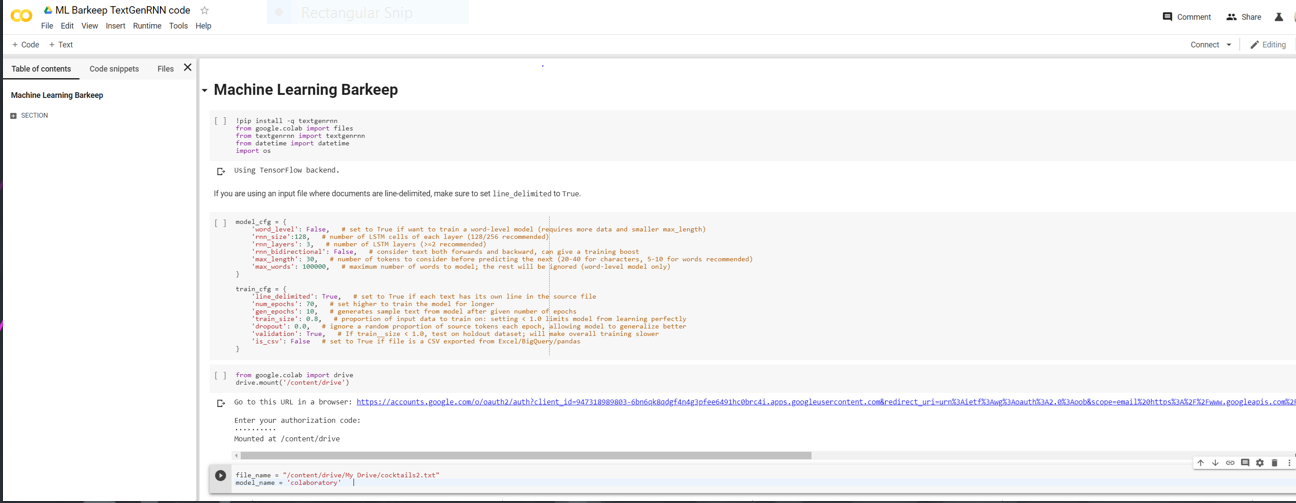 ML Barkeep TextGenRNN code
Rectangular Snip
File Edit View Insert Runtime Tools Help
Comment Share
+ Code + Text
Connect Editing
Table of contents Code snippets Files
Machine Learning Barkeep
SECTION
Machine Learning Barkeep
[ ] !pip install -q textgenrnn
from google.colab import files
from textgenrnn import textgenrnn
from datetime import datetime
import os
Using TensorFlow backend.
If you are using an input file where documents are line-delimited, make sure to set line_delimited to True.
[ ] model_cfg = {
'word_level': False,   # set to True if want to train a word-level model (requires more data and smaller max_length)
'rnn_size':128,   # number of LSTM cells of each layer (128/256 recommended)
'rnn_layers': 3,   # number of LSTM layers (>=2 recommended)
'rnn_bidirectional': False,   # consider text both forwards and backward, can give a training boost
'max_length': 30,   # number of tokens to consider before predicting the next (20-40 for characters, 5-10 for words recommended)
'max_words': 100000,   # maximum number of words to model; the rest will be ignored (word-level model only)
}
train_cfg = {
'line_delimited': True,   # set to True if each text has its own line in the source file
'num_epochs': 70,   # set higher to train the model for longer
'gen_epochs': 10,   # generates sample text from model after given number of epochs
'train_size': 0.8,   # proportion of input data to train on: setting < 1.0 limits model from learning perfectly
'dropout': 0.0,   # ignore a random proportion of source tokens each epoch, allowing model to generalize better
'validation': True,   # If train__size < 1.0, test on holdout dataset; will make overall training slower
'is_csv': False   # set to True if file is a CSV exported from Excel/BigQuery/pandas
}
[ ] from google.colab import drive
drive.mount('/content/drive')
Go to this URL in a browser: https://accounts.google.com/o/oauth2/auth?client_id=947318989803-6bn6qk8qdgf4n4g3pfee6491hc0brc4i.apps.googleusercontent.com&redirect_uri=urn%3Aietf%3Awg%3Aoauth%3A2.0%3Aoob&scope=email%20https%3A%2F%2Fwww.googleapis.com%2F
Enter your authorization code:
··········
Mounted at /content/drive
file_name = "/content/drive/My Drive/cocktails2.txt"
model_name = 'colaboratory'